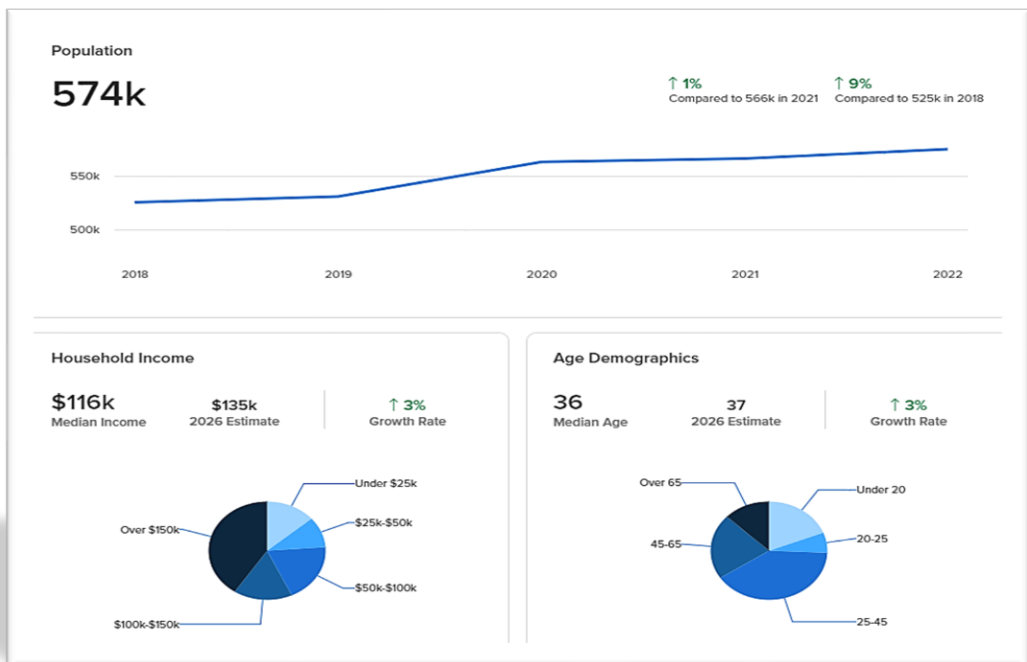 Population
574k
↑ 1%
Compared to 566k in 2021
↑ 9%
Compared to 525k in 2018
550k
500k
2018
2019
2020
2021
2022
Household Income
$116k
Median Income
$135k
2026 Estimate
↑ 3%
Growth Rate
Under $25k
$25k-$50k
$50k-$100k
$100k-$150k
Over $150k
Age Demographics
36
Median Age
37
2026 Estimate
↑ 3%
Growth Rate
Over 65
Under 20
20-25
45-65
25-45